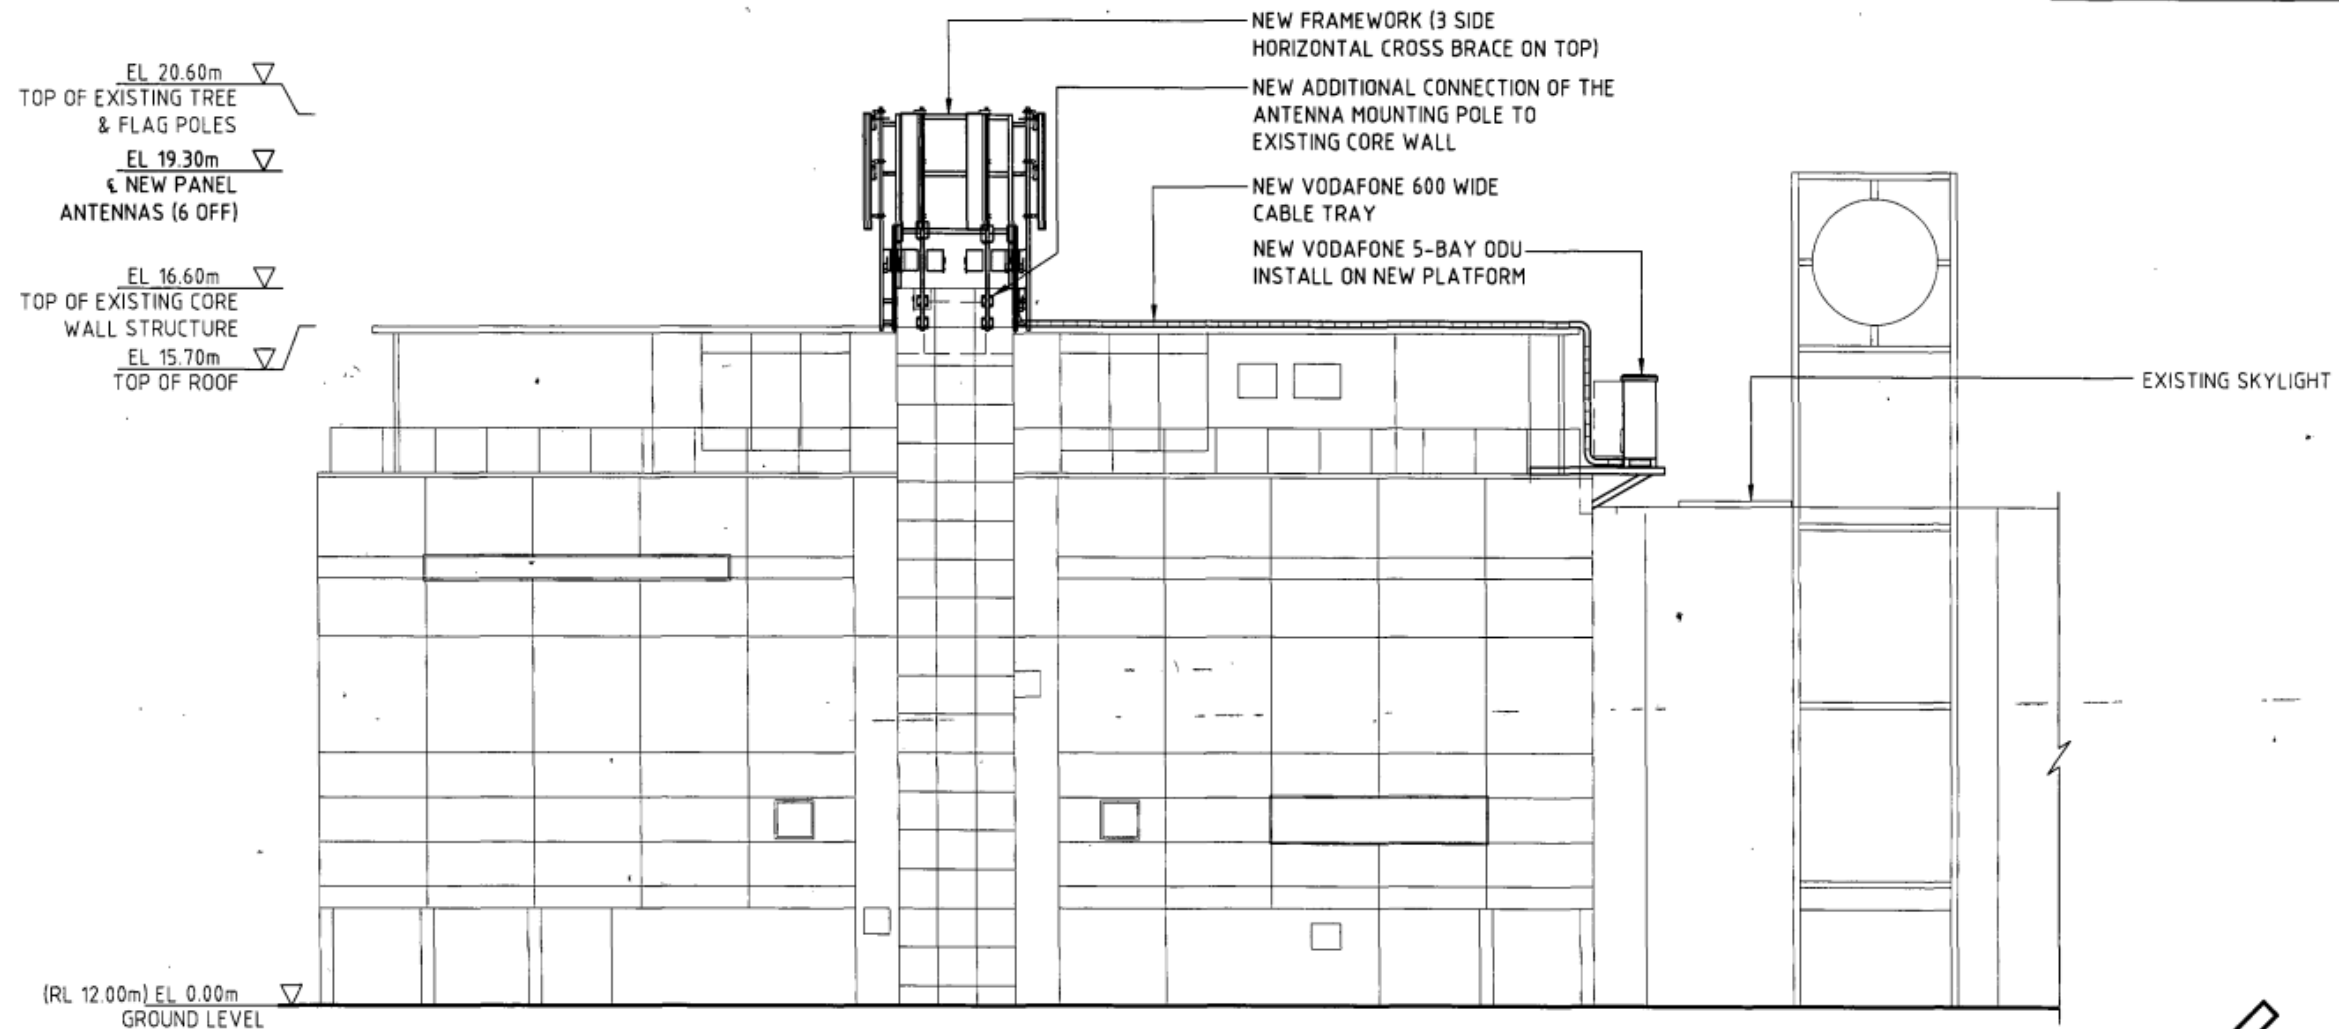 EL 20.60m
TOP OF EXISTING TREE
& FLAG POLES
EL 19.30m
℄ NEW PANEL
ANTENNAS (6 OFF)
EL 16.60m
TOP OF EXISTING CORE
WALL STRUCTURE
EL 15.70m
TOP OF ROOF
(RL 12.00m) EL 0.00m
GROUND LEVEL
NEW FRAMEWORK (3 SIDE
HORIZONTAL CROSS BRACE ON TOP)
NEW ADDITIONAL CONNECTION OF THE
ANTENNA MOUNTING POLE TO
EXISTING CORE WALL
NEW VODAFONE 600 WIDE
CABLE TRAY
NEW VODAFONE 5-BAY ODU
INSTALL ON NEW PLATFORM
EXISTING SKYLIGHT